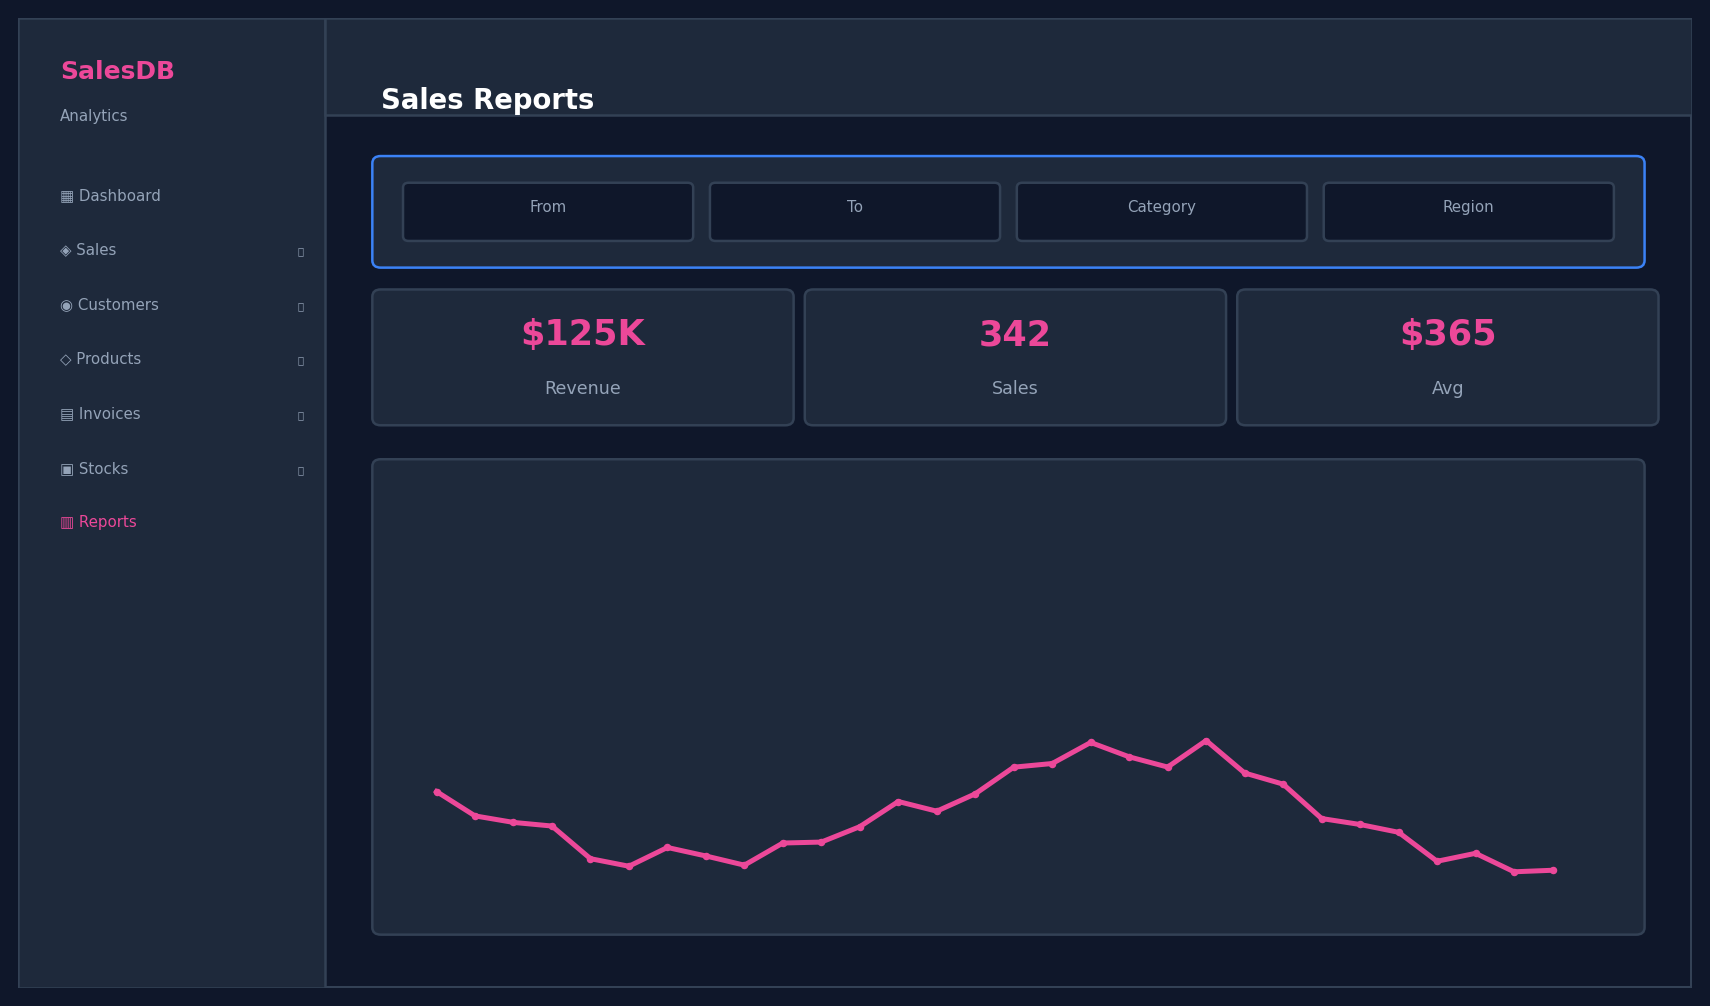 SalesDB
Analytics
▦ Dashboard
◈ Sales
◉ Customers
◇ Products
▤ Invoices
▣ Stocks
▥ Reports
Sales Reports
From To Category Region
$125K 342 $365
Revenue Sales Avg